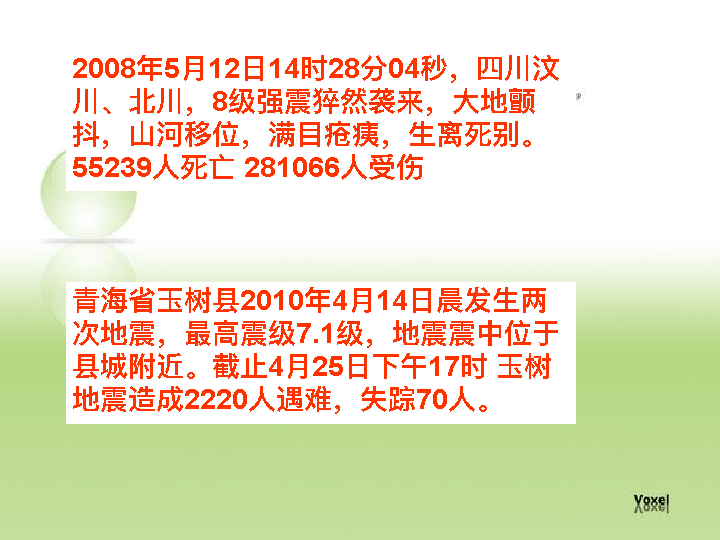 2008年5月12日14时28分04秒，四川汶
川、北川，8级强震猝然袭来，大地颤
抖，山河移位，满目疮痍，生离死别。
55239人死亡 281066人受伤
青海省玉树县2010年4月14日晨发生两
次地震，最高震级7.1级，地震震中位于
县城附近。截止4月25日下午17时 玉树
地震造成2220人遇难，失踪70人。
Voxel